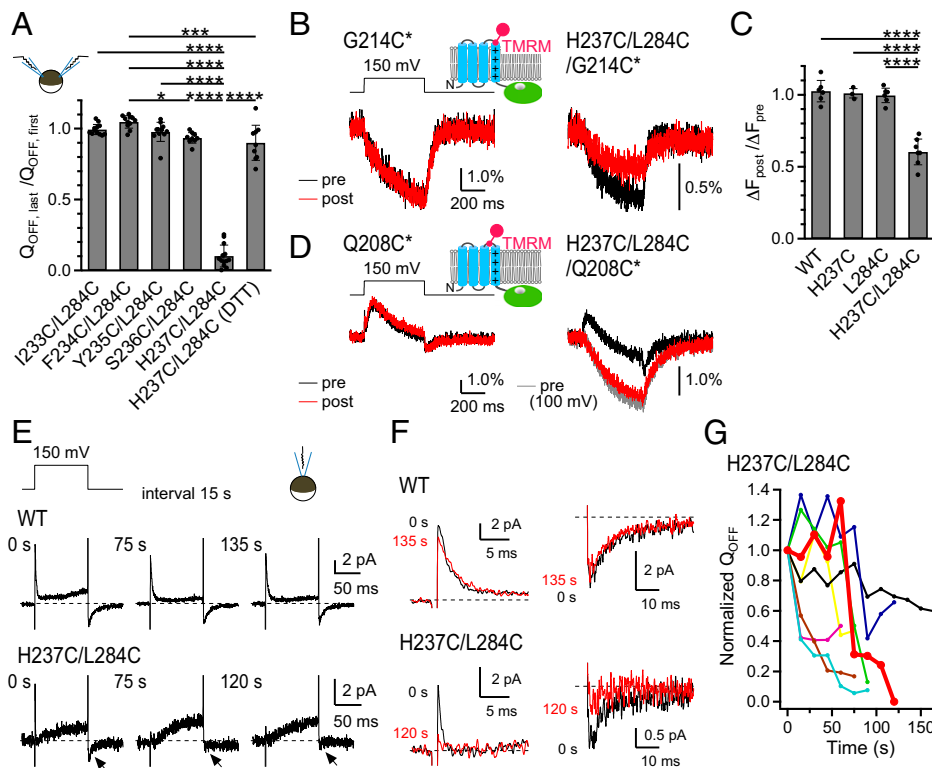 A
***
****
****
****
* **** ****
Q OFF, last / Q OFF, first
1.0
0.5
0.0
I233C/L284C
F234C/L284C
Y235C/L284C
S236C/L284C
H237C/L284C
H237C/L284C (DTT)
B
G214C*
150 mV
TMRM
N
H237C/L284C
/G214C*
pre
post
1.0%
200 ms
0.5%
C
****
****
****
ΔF post / ΔF pre
1.0
0.5
0.0
WT
H237C
L284C
H237C/L284C
D
Q208C*
150 mV
TMRM
N
H237C/L284C
/Q208C*
pre
post
1.0%
200 ms
pre
(100 mV)
1.0%
E
150 mV
interval 15 s
WT
0 s
75 s
135 s
2 pA
50 ms
H237C/L284C
0 s
75 s
120 s
2 pA
50 ms
F
WT
0 s
135 s
2 pA
5 ms
135 s
0 s
2 pA
10 ms
H237C/L284C
0 s
120 s
2 pA
5 ms
120 s
0 s
0.5 pA
10 ms
G
H237C/L284C
Normalized Q OFF
1.4
1.2
1.0
0.8
0.6
0.4
0.2
0.0
0 50 100 150
Time (s)